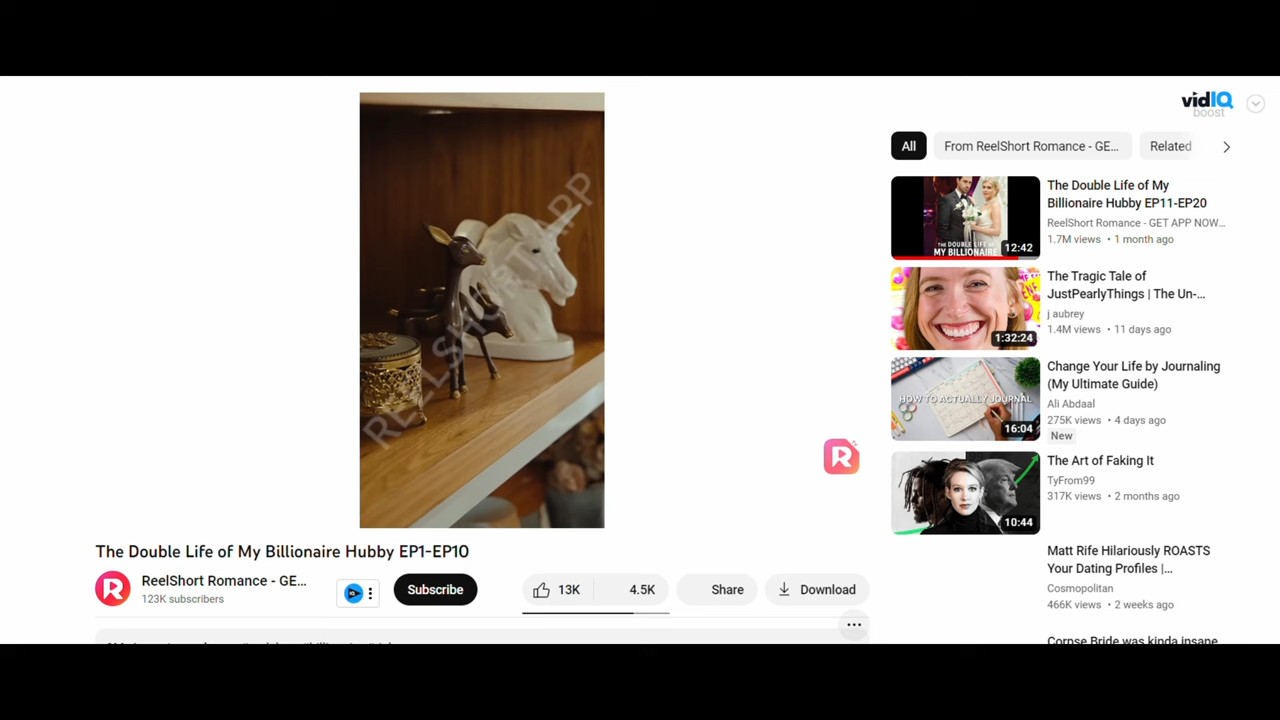 vidIQ
boost
All
From ReelShort Romance - GE...
Related
REELSHORT APP
The Double Life of My Billionaire Hubby EP1-EP10
ReelShort Romance - GE...
123K subscribers
Subscribe
13K
4.5K
Share
Download
THE DOUBLE LIFE OF
MY BILLIONAIRE
12:42
The Double Life of My
Billionaire Hubby EP11-EP20
ReelShort Romance - GET APP NOW...
1.7M views • 1 month ago
1:32:24
The Tragic Tale of
JustPearlyThings | The Un-...
j aubrey
1.4M views • 11 days ago
HOW TO ACTUALLY JOURNAL
16:04
Change Your Life by Journaling
(My Ultimate Guide)
Ali Abdaal
275K views • 4 days ago
New
10:44
The Art of Faking It
TyFrom99
317K views • 2 months ago
Matt Rife Hilariously ROASTS
Your Dating Profiles |...
Cosmopolitan
466K views • 2 weeks ago
Corpse Bride was kinda insane